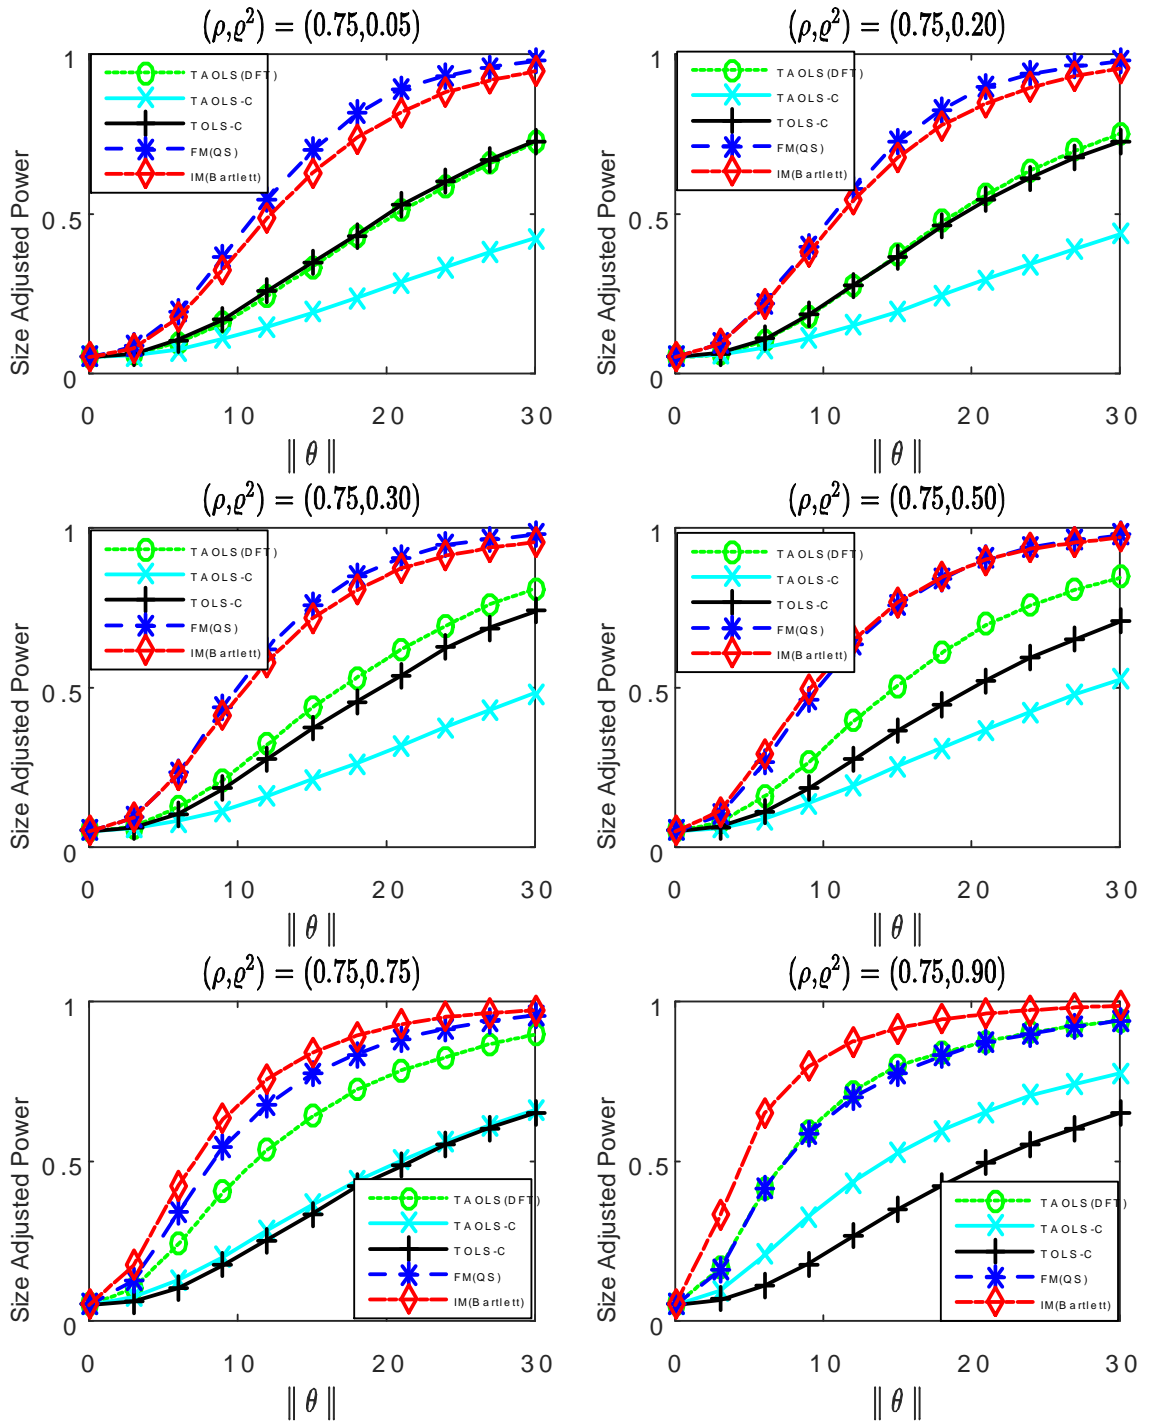 (ρ,ϱ²) = (0.75,0.05)
Size Adjusted Power
1
0.5
0
TAOLS(DFT)
TAOLS-C
TOLS-C
FM(QS)
IM(Bartlett)
0 10 20 30
‖ θ ‖
(ρ,ϱ²) = (0.75,0.20)
Size Adjusted Power
1
0.5
0
TAOLS(DFT)
TAOLS-C
TOLS-C
FM(QS)
IM(Bartlett)
0 10 20 30
‖ θ ‖
(ρ,ϱ²) = (0.75,0.30)
Size Adjusted Power
1
0.5
0
TAOLS(DFT)
TAOLS-C
TOLS-C
FM(QS)
IM(Bartlett)
0 10 20 30
‖ θ ‖
(ρ,ϱ²) = (0.75,0.50)
Size Adjusted Power
1
0.5
0
TAOLS(DFT)
TAOLS-C
TOLS-C
FM(QS)
IM(Bartlett)
0 10 20 30
‖ θ ‖
(ρ,ϱ²) = (0.75,0.75)
Size Adjusted Power
1
0.5
0
TAOLS(DFT)
TAOLS-C
TOLS-C
FM(QS)
IM(Bartlett)
0 10 20 30
‖ θ ‖
(ρ,ϱ²) = (0.75,0.90)
Size Adjusted Power
1
0.5
0
TAOLS(DFT)
TAOLS-C
TOLS-C
FM(QS)
IM(Bartlett)
0 10 20 30
‖ θ ‖